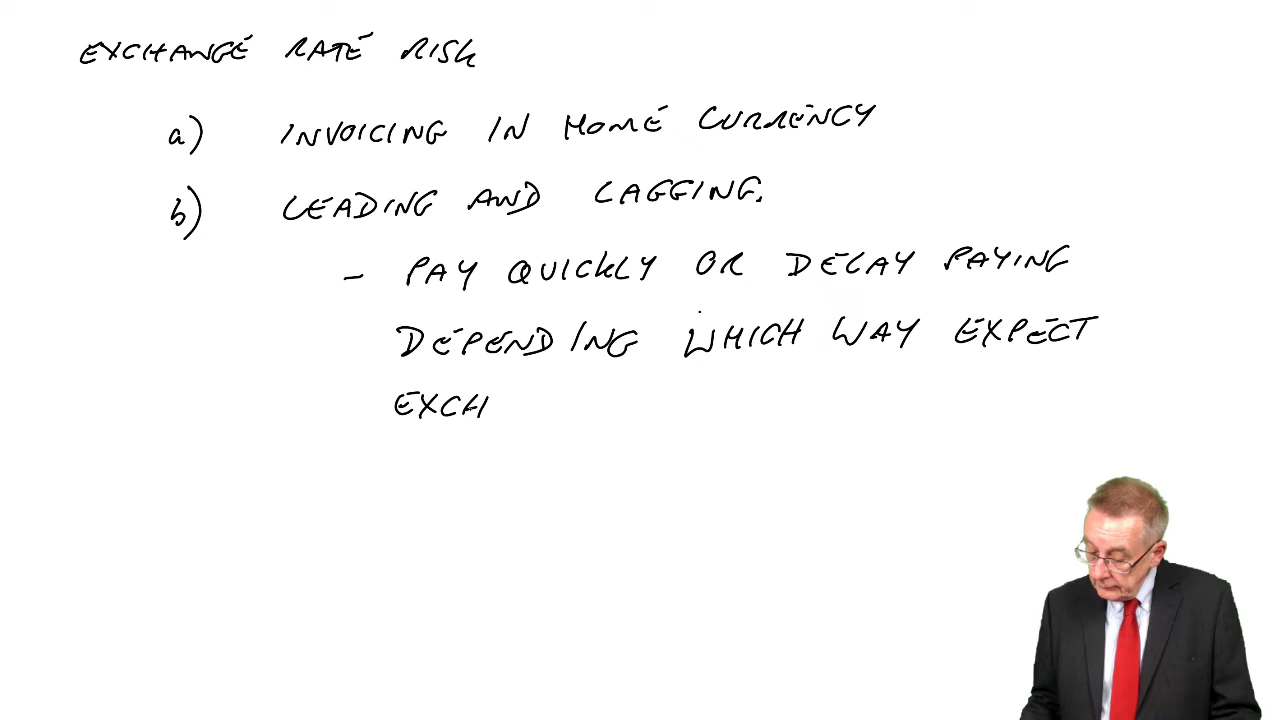 EXCHANGE RATE RISK
a) INVOICING IN HOME CURRENCY
b) LEADING AND LAGGING.
- PAY QUICKLY OR DELAY PAYING
DEPENDING WHICH WAY EXPECT
EXCH